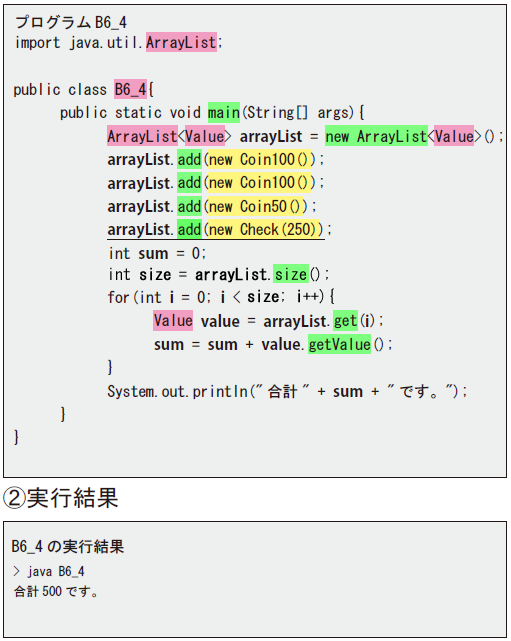 プログラム B6_4
import java.util.ArrayList;
public class B6_4{
public static void main(String[] args){
ArrayList<Value> arrayList = new ArrayList<Value>();
arrayList.add(new Coin100());
arrayList.add(new Coin100());
arrayList.add(new Coin50());
arrayList.add(new Check(250));
int sum = 0;
int size = arrayList.size();
for(int i = 0; i < size; i++){
Value value = arrayList.get(i);
sum = sum + value.getValue();
}
System.out.println("合計" + sum + "です。");
}
}
②実行結果
B6_4 の実行結果
> java B6_4
合計500です。